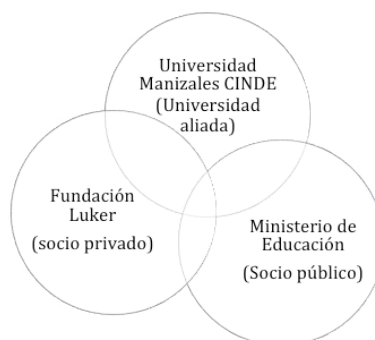 Universidad
Manizales CINDE
(Universidad
aliada)
Fundación
Luker
(socio privado)
Ministerio de
Educación
(Socio público)